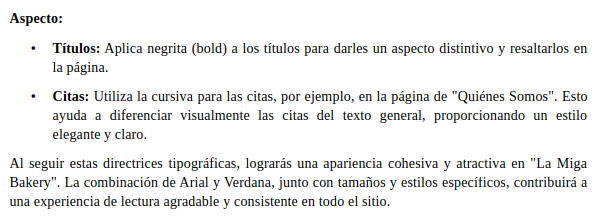 Aspecto:
• Títulos: Aplica negrita (bold) a los títulos para darles un aspecto distintivo y resaltarlos en
la página.
• Citas: Utiliza la cursiva para las citas, por ejemplo, en la página de "Quiénes Somos". Esto
ayuda a diferenciar visualmente las citas del texto general, proporcionando un estilo
elegante y claro.
Al seguir estas directrices tipográficas, lograrás una apariencia cohesiva y atractiva en "La Miga
Bakery". La combinación de Arial y Verdana, junto con tamaños y estilos específicos, contribuirá a
una experiencia de lectura agradable y consistente en todo el sitio.